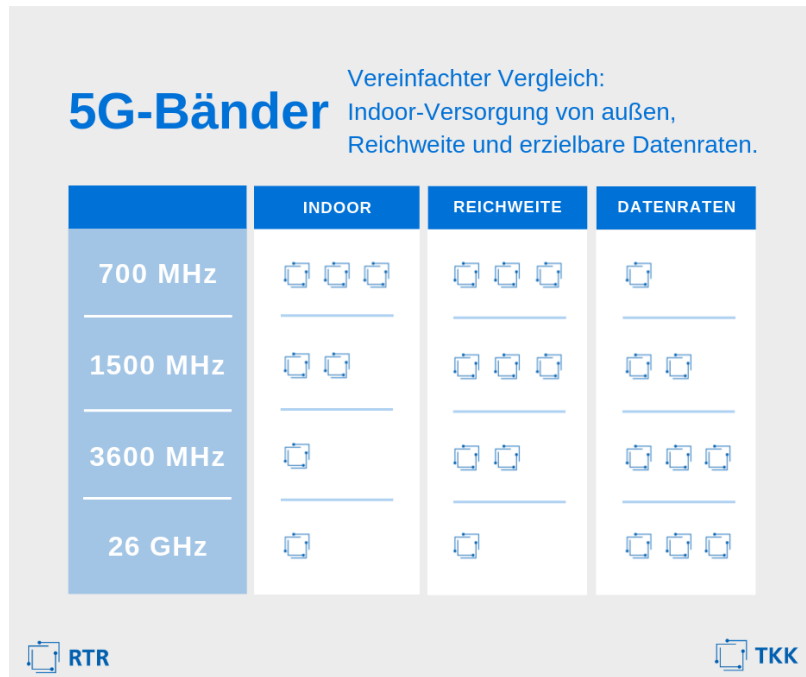 5G-Bänder
Vereinfachter Vergleich:
Indoor-Versorgung von außen,
Reichweite und erzielbare Datenraten.
INDOOR REICHWEITE DATENRATEN
700 MHz
1500 MHz
3600 MHz
26 GHz
RTR
TKK